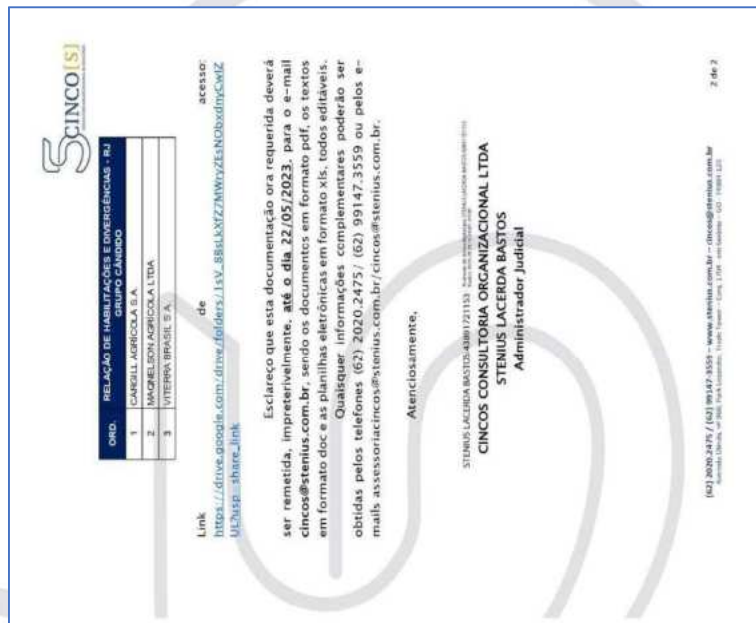 5CINCO[S]
ORD. RELAÇÃO DE HABILITAÇÕES E DIVERGÊNCIAS - RJ
GRUPO CÂNDIDO
1 CARGILL AGRÍCOLA S.A.
2 MAGNELSON AGRÍCOLA LTDA
3 VITERRA BRASIL S.A.
Link de acesso:
https://drive.google.com/drive/folders/
UL?usp=share_link
Esclareço que esta documentação ora requerida deverá
ser remetida, impreterivelmente, até o dia 22/05/2023, para o e-mail
cincos@stenius.com.br, sendo os documentos em formato pdf, os textos
em formato doc e as planilhas eletrônicas em formato xls, todos editáveis.
Quaisquer informações complementares poderão ser
obtidas pelos telefones (62) 2020.2475/ (62) 99147.3559 ou pelos e-
mails assessoriacincos@stenius.com.br/cincos@stenius.com.br.
Atenciosamente,
STENIUS LACERDA BASTOS:43801721153
CINCOS CONSULTORIA ORGANIZACIONAL LTDA
STENIUS LACERDA BASTOS
Administrador Judicial
(62) 2020.2475 / (62) 99147-3559 – www.stenius.com.br – cincos@stenius.com.br
2 de 2